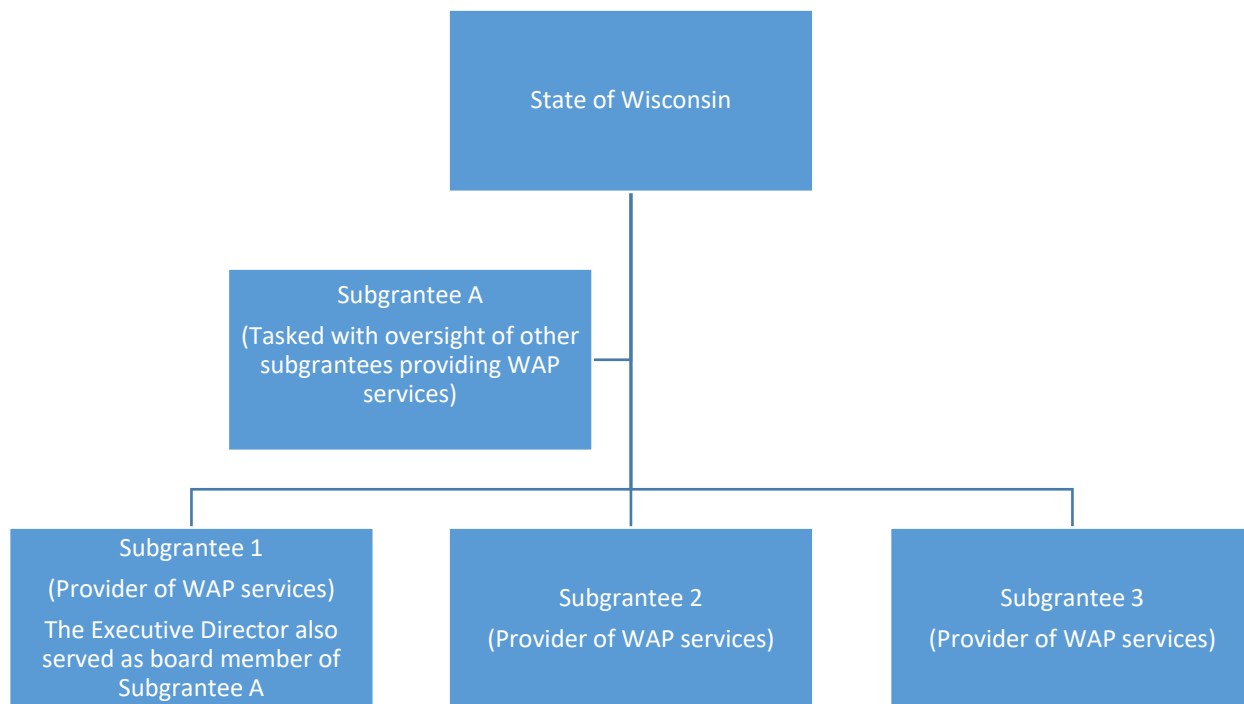 State of Wisconsin
Subgrantee A
(Tasked with oversight of other
subgrantees providing WAP
services)
Subgrantee 1
(Provider of WAP services)
The Executive Director also
served as board member of
Subgrantee A
Subgrantee 2
(Provider of WAP services)
Subgrantee 3
(Provider of WAP services)